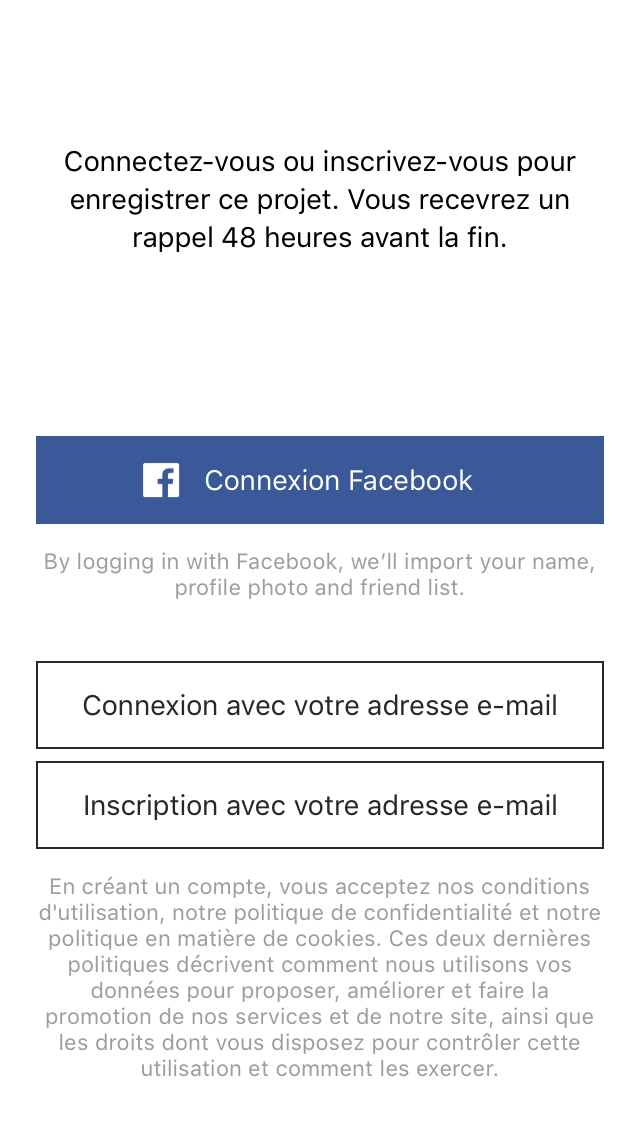 Connectez-vous ou inscrivez-vous pour
enregistrer ce projet. Vous recevrez un
rappel 48 heures avant la fin.
Connexion Facebook
By logging in with Facebook, we’ll import your name,
profile photo and friend list.
Connexion avec votre adresse e-mail
Inscription avec votre adresse e-mail
En créant un compte, vous acceptez nos conditions
d'utilisation, notre politique de confidentialité et notre
politique en matière de cookies. Ces deux dernières
politiques décrivent comment nous utilisons vos
données pour proposer, améliorer et faire la
promotion de nos services et de notre site, ainsi que
les droits dont vous disposez pour contrôler cette
utilisation et comment les exercer.